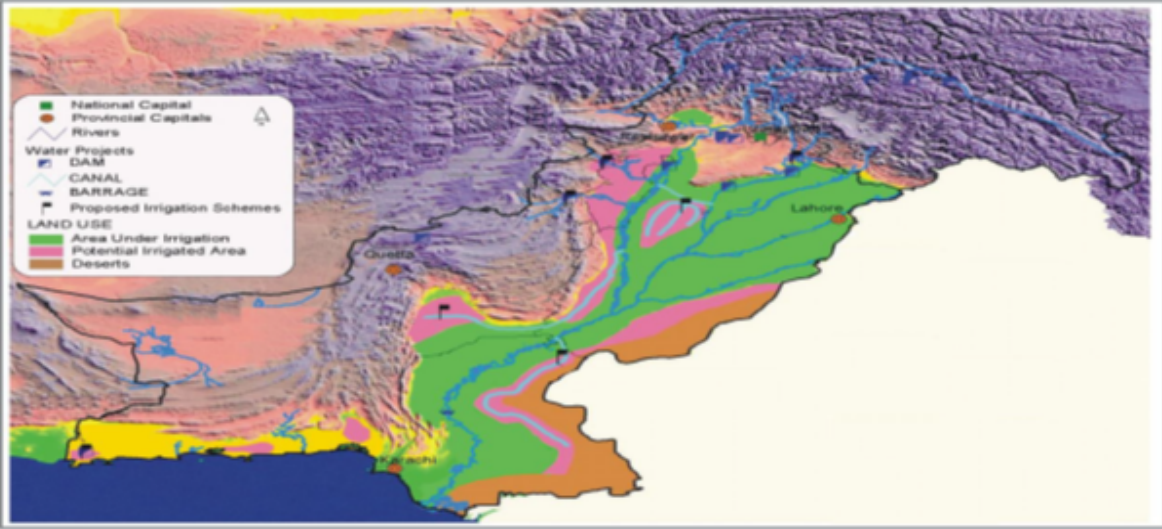 National Capital
Provincial Capitals
Rivers
Water Projects
DAM
CANAL
BARRAGE
Proposed Irrigation Schemes
LAND USE
Area Under Irrigation
Potential Irrigated Area
Deserts
Lahore
Quetta
Karachi